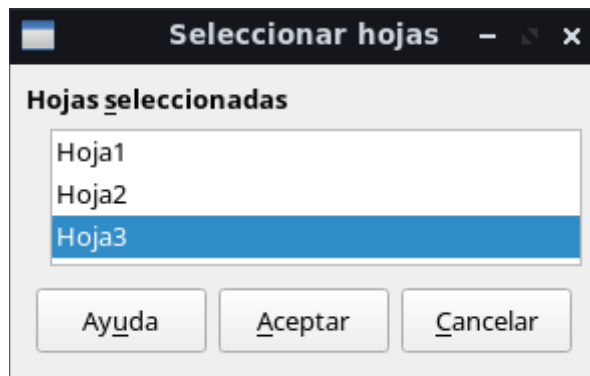 Seleccionar hojas
Hojas seleccionadas
Hoja1
Hoja2
Hoja3
Ayuda Aceptar Cancelar